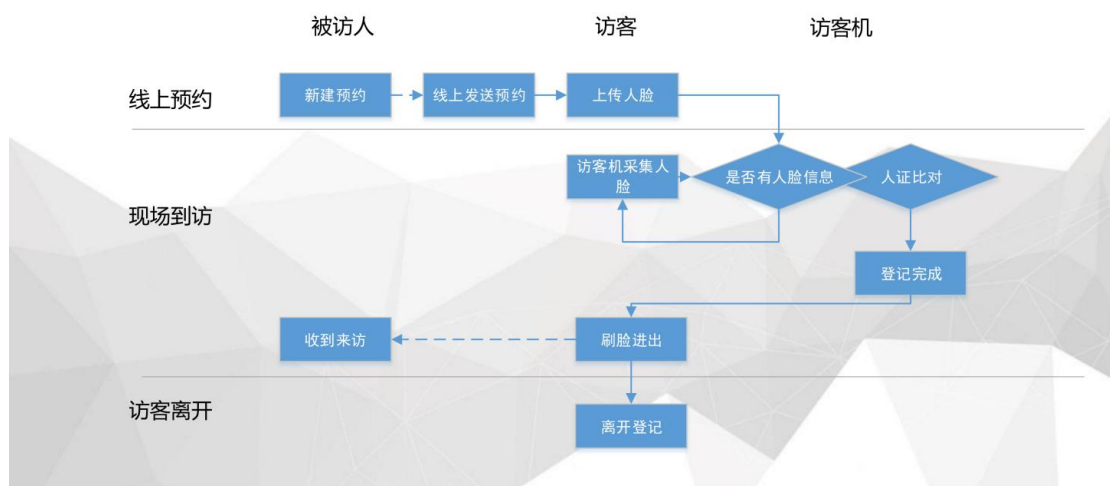 被访人
访客
访客机
线上预约
新建预约
线上发送预约
上传人脸
现场到访
访客机采集人
脸
是否有人脸信息
人证比对
登记完成
收到来访
刷脸进出
访客离开
离开登记